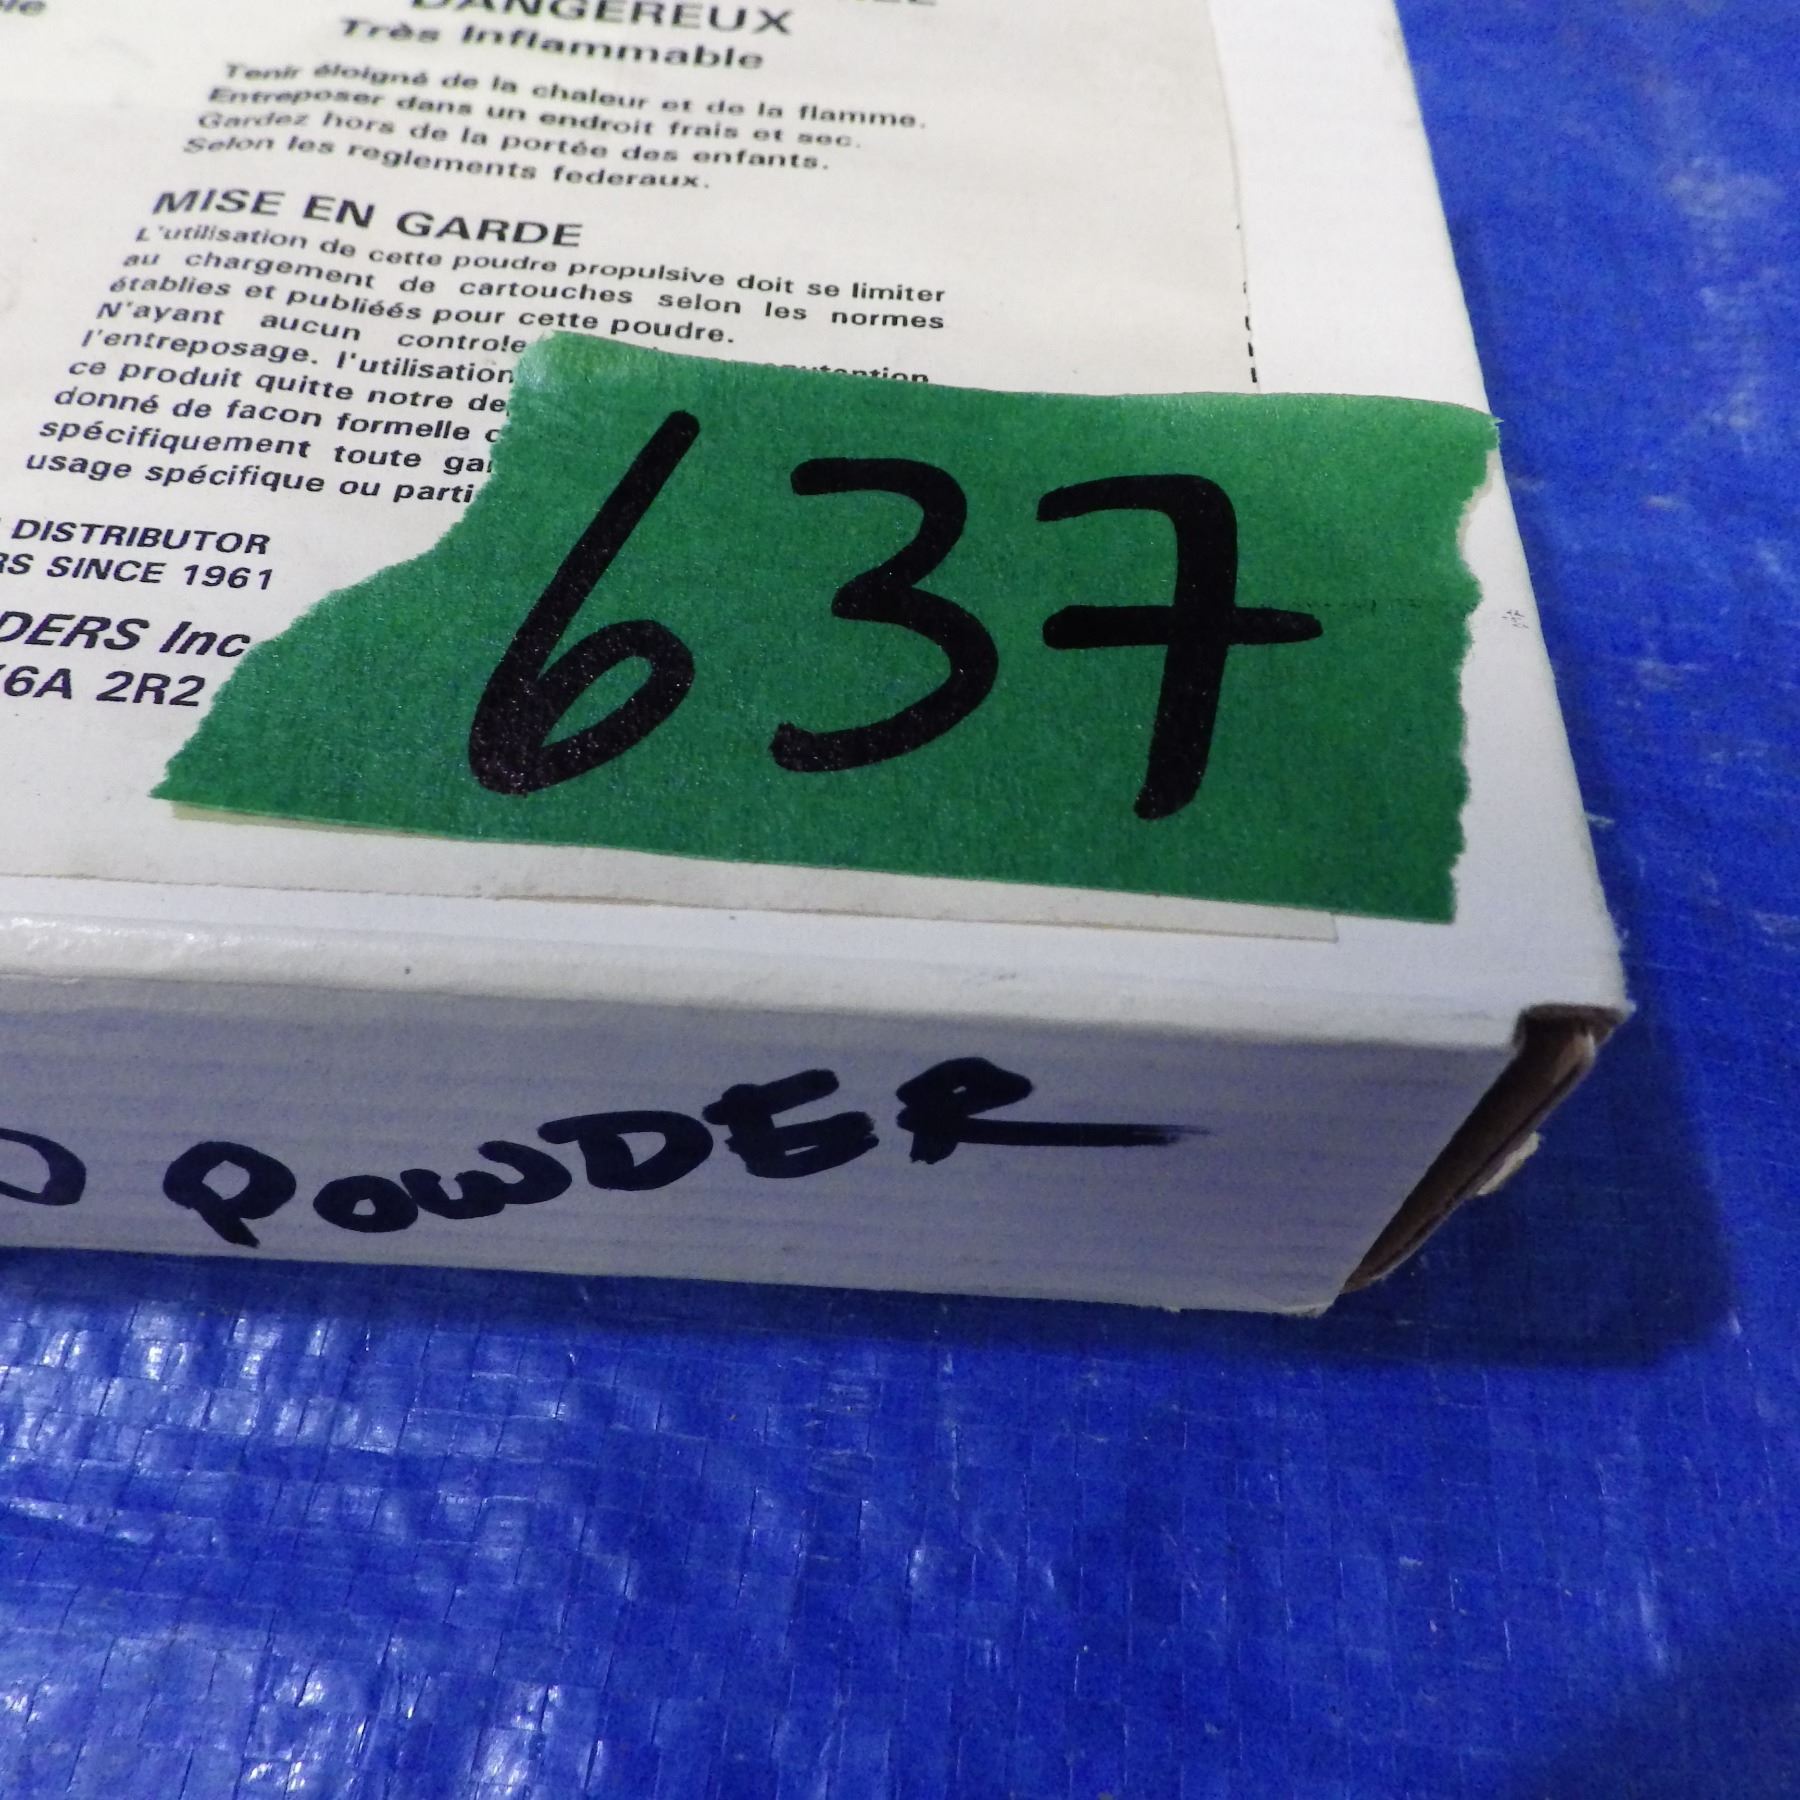 DANGEREUX
Très Inflammable
Tenir éloigné de la chaleur et de la flamme.
Entreposer dans un endroit frais et sec.
Gardez hors de la portée des enfants.
Selon les reglements federaux.
MISE EN GARDE
L'utilisation de cette poudre propulsive doit se limiter
au chargement de cartouches selon les normes
établies et publiéés pour cette poudre.
N'ayant aucun controle
l'entreposage. l'utilisation
ce produit quitte notre de
donné de facon formelle
spécifiquement toute gar
usage spécifique ou parti
DISTRIBUTOR
RS SINCE 1961
DERS Inc
6A 2R2
637
POWDER